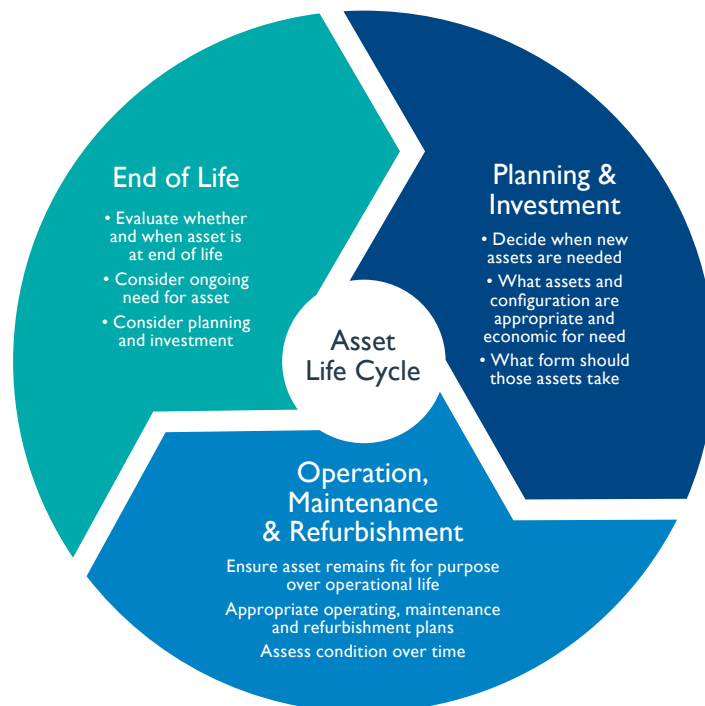 End of Life
• Evaluate whether
and when asset is
at end of life
• Consider ongoing
need for asset
• Consider planning
and investment
Planning &
Investment
• Decide when new
assets are needed
• What assets and
configuration are
appropriate and
economic for need
• What form should
those assets take
Asset
Life Cycle
Operation,
Maintenance
& Refurbishment
Ensure asset remains fit for purpose
over operational life
Appropriate operating, maintenance
and refurbishment plans
Assess condition over time